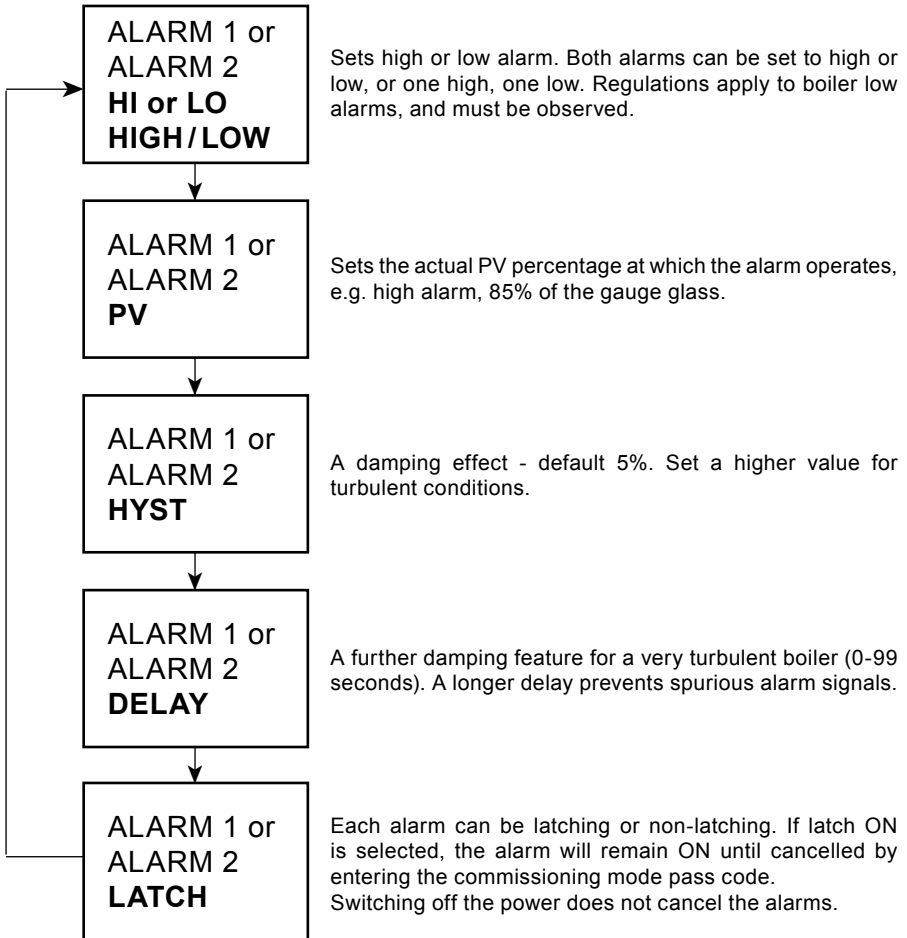 ALARM 1 or
ALARM 2
HI or LO
HIGH / LOW
Sets high or low alarm. Both alarms can be set to high or
low, or one high, one low. Regulations apply to boiler low
alarms, and must be observed.
ALARM 1 or
ALARM 2
PV
Sets the actual PV percentage at which the alarm operates,
e.g. high alarm, 85% of the gauge glass.
ALARM 1 or
ALARM 2
HYST
A damping effect - default 5%. Set a higher value for
turbulent conditions.
ALARM 1 or
ALARM 2
DELAY
A further damping feature for a very turbulent boiler (0-99
seconds). A longer delay prevents spurious alarm signals.
ALARM 1 or
ALARM 2
LATCH
Each alarm can be latching or non-latching. If latch ON
is selected, the alarm will remain ON until cancelled by
entering the commissioning mode pass code.
Switching off the power does not cancel the alarms.